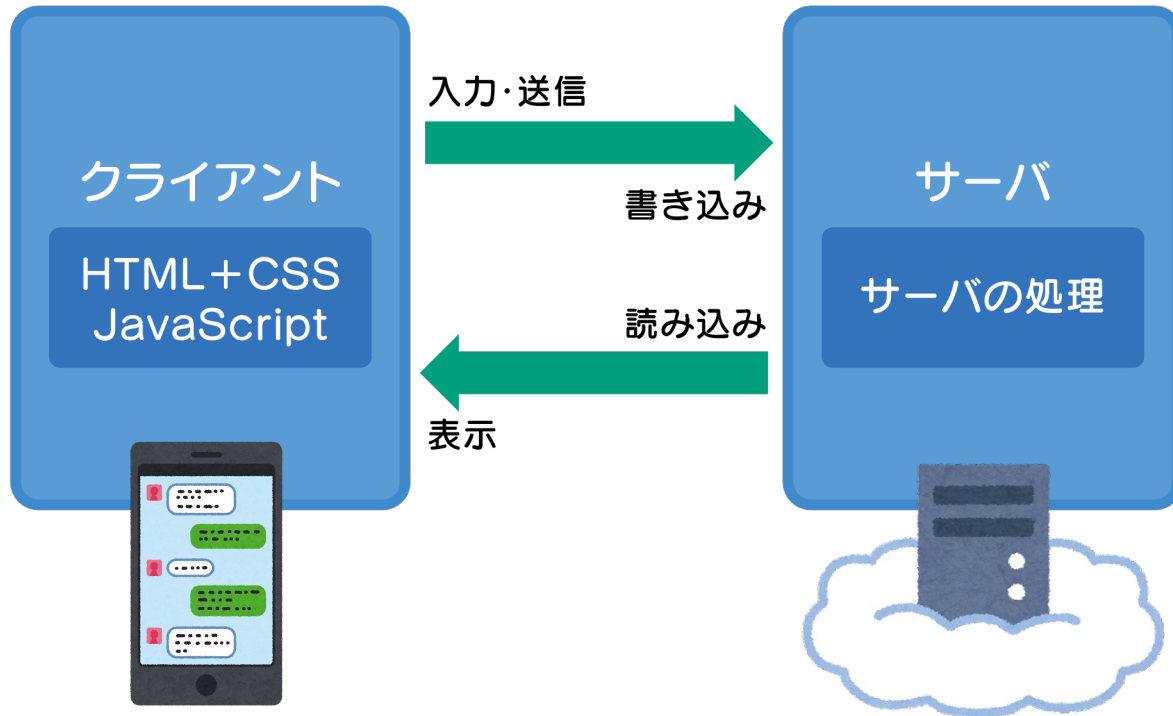 クライアント
HTML＋CSS
JavaScript
入力・送信
書き込み
読み込み
表示
サーバ
サーバの処理